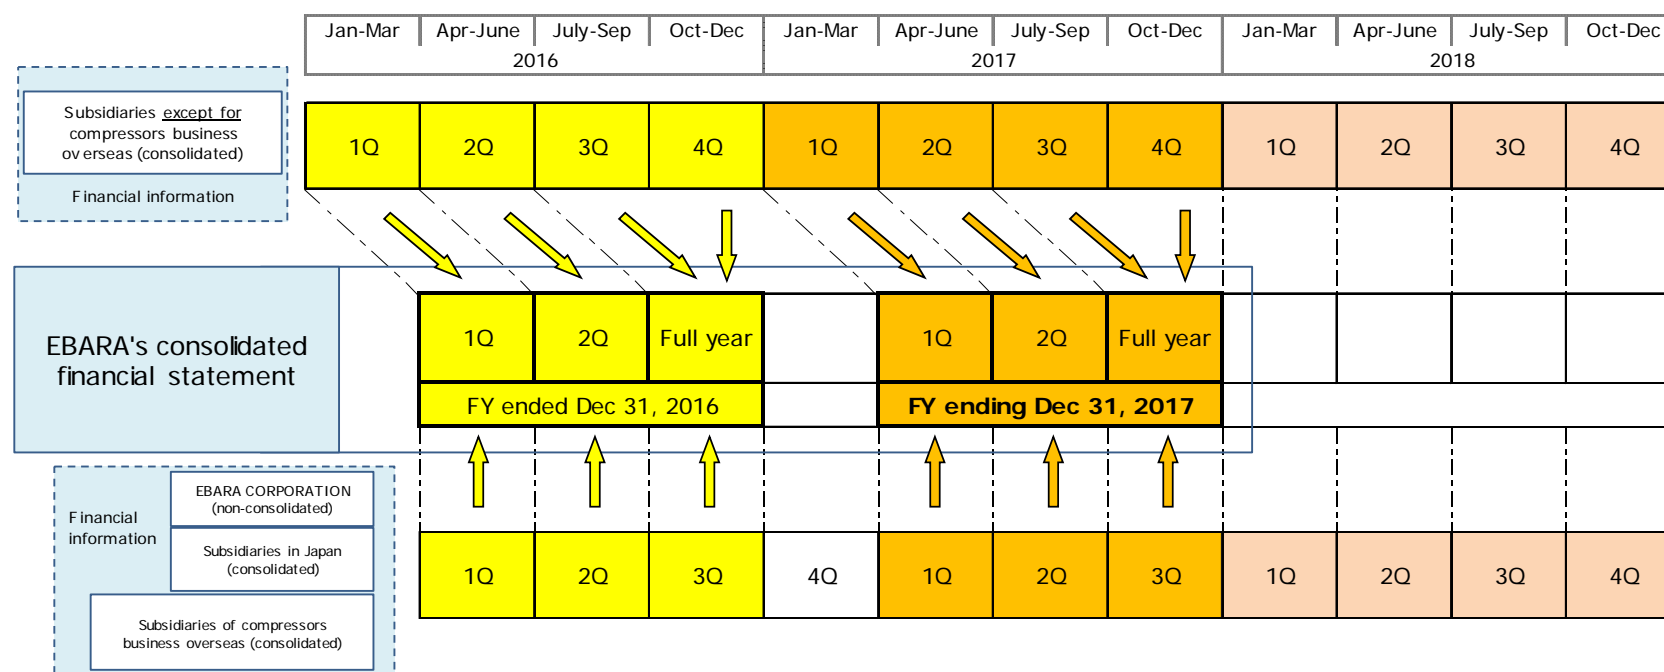 Jan-Mar Apr-June July-Sep Oct-Dec Jan-Mar Apr-June July-Sep Oct-Dec Jan-Mar Apr-June July-Sep Oct-Dec
2016 2017 2018
Subsidiaries except for
compressors business
overseas (consolidated)
Financial information
1Q 2Q 3Q 4Q 1Q 2Q 3Q 4Q 1Q 2Q 3Q 4Q
EBARA's consolidated
financial statement
1Q 2Q Full year 1Q 2Q Full year
FY ended Dec 31, 2016 FY ending Dec 31, 2017
Financial
information
EBARA CORPORATION
(non-consolidated)
Subsidiaries in Japan
(consolidated)
Subsidiaries of compressors
business overseas (consolidated)
1Q 2Q 3Q 4Q 1Q 2Q 3Q 1Q 2Q 3Q 4Q